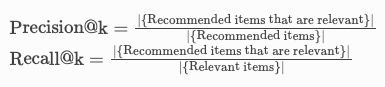 Precision@k = |{Recommended items that are relevant}| / |{Recommended items}|
Recall@k = |{Recommended items that are relevant}| / |{Relevant items}|